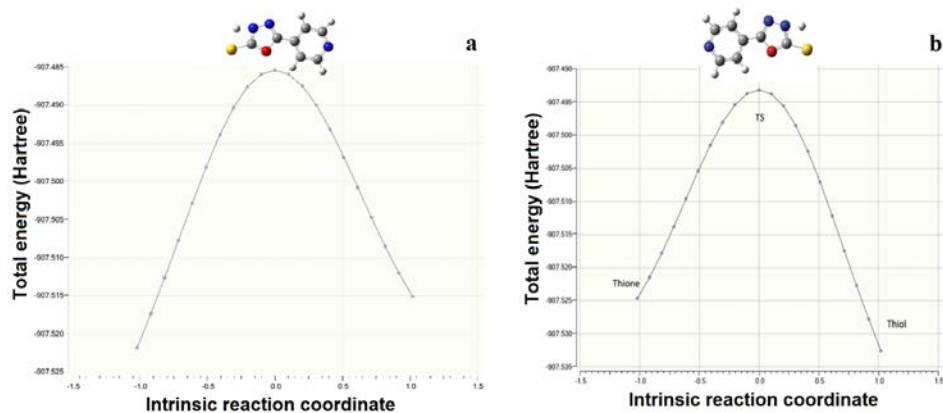 a
-907.485
-907.490
-907.495
-907.500
-907.505
-907.510
-907.515
-907.520
-907.525
Total energy (Hartree)
-1.5 -1.0 -0.5 0.0 0.5 1.0 1.5
Intrinsic reaction coordinate
b
-907.490
-907.495
-907.500
-907.505
-907.510
-907.515
-907.520
-907.525
-907.530
-907.535
Total energy (Hartree)
TS
Thione
Thiol
-1.5 -1.0 -0.5 0.0 0.5 1.0 1.5
Intrinsic reaction coordinate